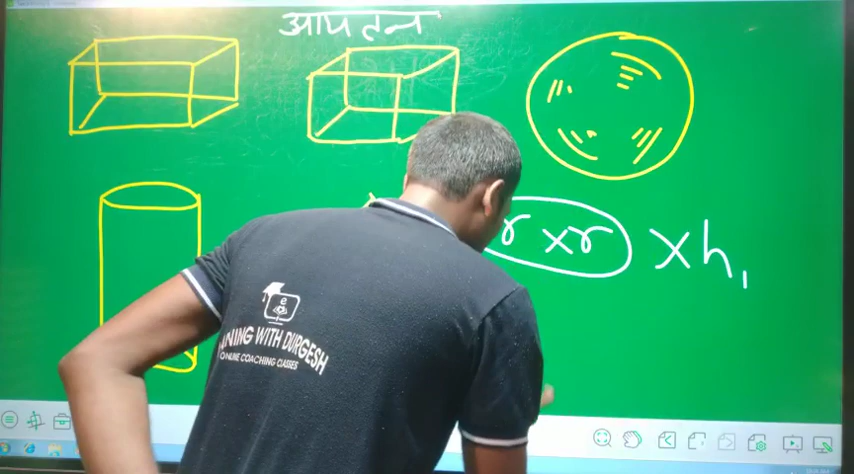 आयतन
r×r ×h,
e
NING WITH DURGESH
ONLINE COACHING CLASSES